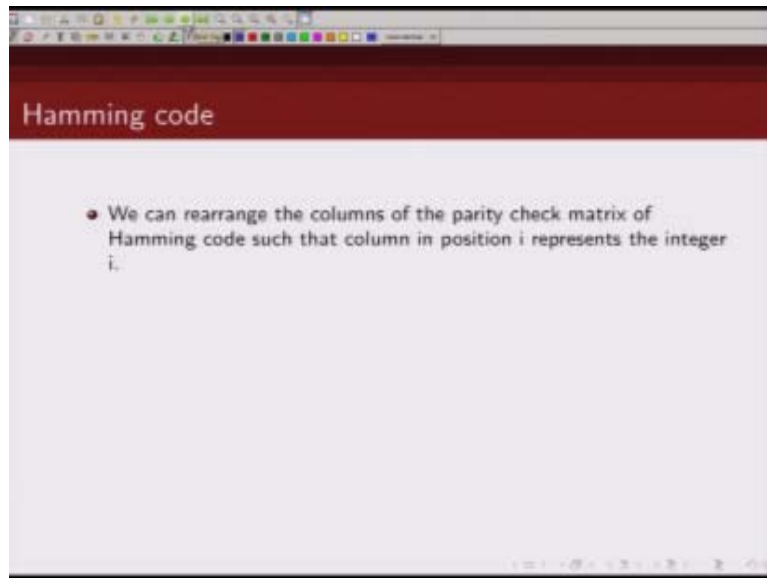 Hamming code
We can rearrange the columns of the parity check matrix of
Hamming code such that column in position i represents the integer
i.